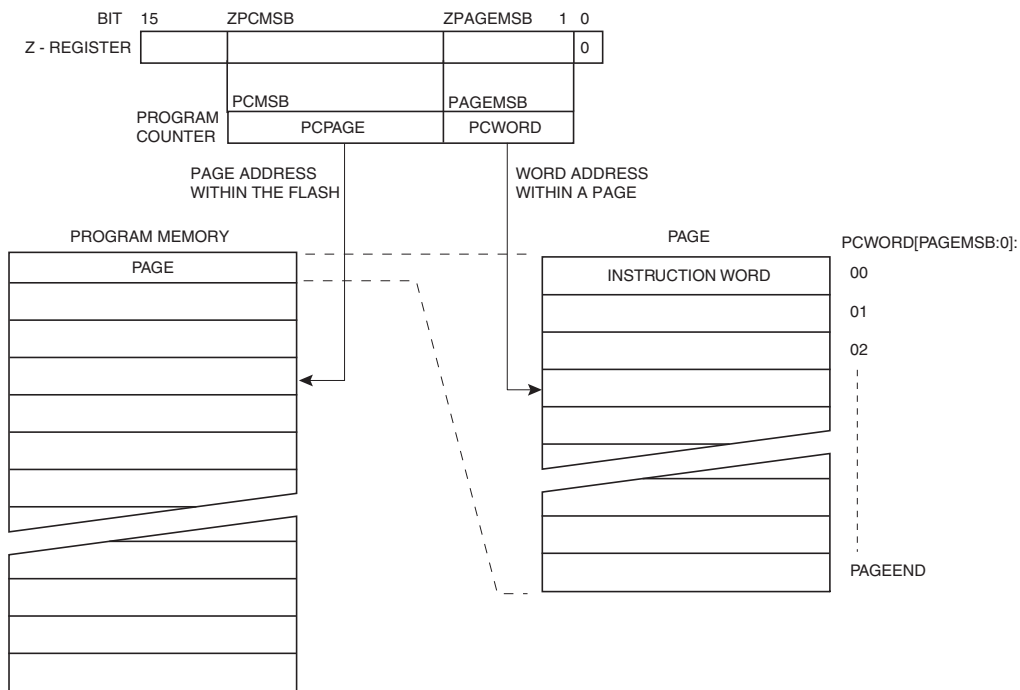 BIT 15 ZPCMSB ZPAGEMSB 1 0
Z - REGISTER 0
PCMSB PAGEMSB
PROGRAM
COUNTER
PCPAGE PCWORD
PAGE ADDRESS
WITHIN THE FLASH
WORD ADDRESS
WITHIN A PAGE
PROGRAM MEMORY
PAGE
PAGE
INSTRUCTION WORD
PCWORD[PAGEMSB:0]:
00
01
02
PAGEEND